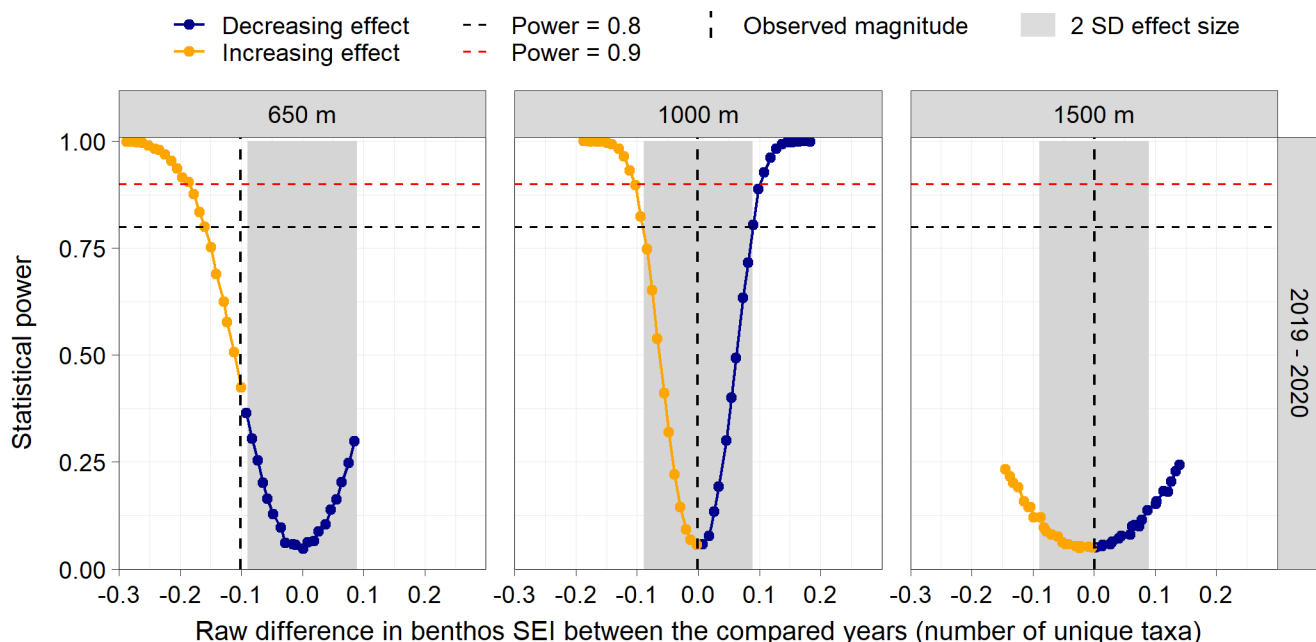 Decreasing effect
Increasing effect
Power = 0.8
Power = 0.9
Observed magnitude
2 SD effect size
650 m
1000 m
1500 m
1.00
0.75
0.50
0.25
0.00
Statistical power
2019 - 2020
-0.3 -0.2 -0.1 0.0 0.1 0.2
-0.3 -0.2 -0.1 0.0 0.1 0.2
-0.3 -0.2 -0.1 0.0 0.1 0.2
Raw difference in benthos SEI between the compared years (number of unique taxa)